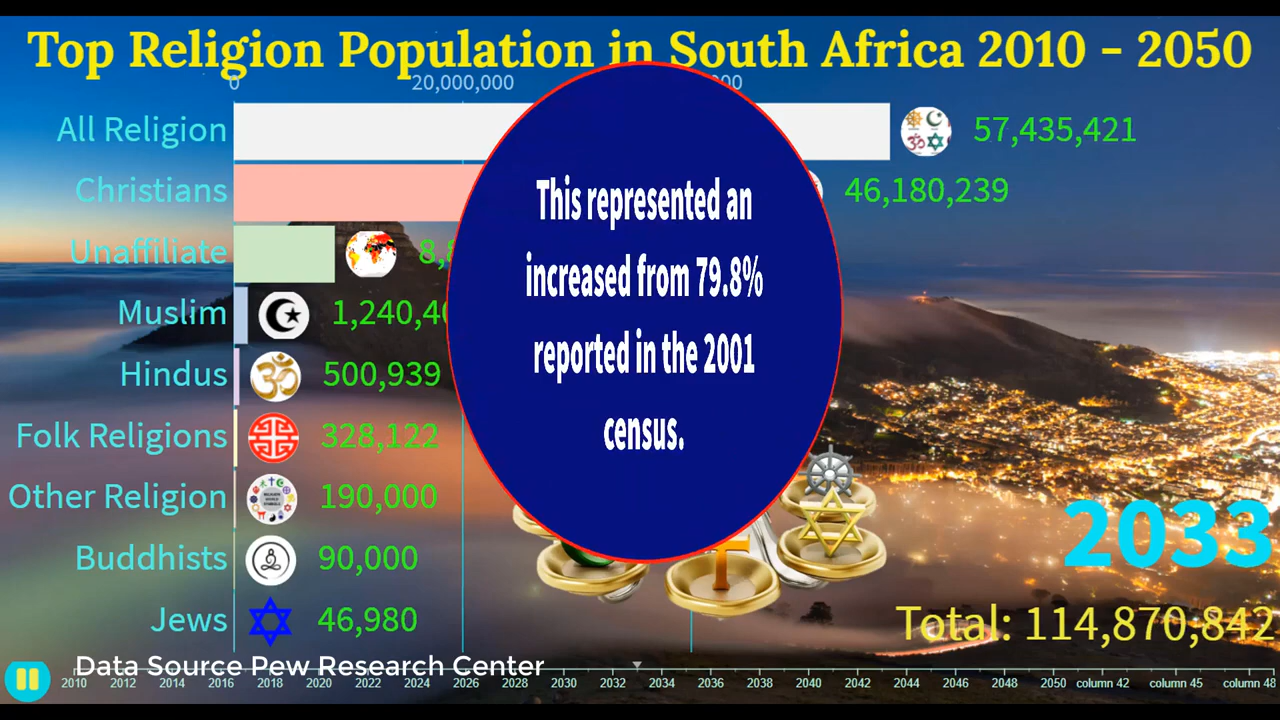 Top Religion Population in South Africa 2010 - 2050
0 20,000,000
All Religion 57,435,421
Christians 46,180,239
Unaffiliate
Muslim
Hindus 500,939
Folk Religions 328,122
Other Religion 190,000
Buddhists 90,000
Jews 46,980
This represented an
increased from 79.8%
reported in the 2001
census.
2033
Total: 114,870,842
Data Source Pew Research Center
2010 2012 2014 2016 2018 2020 2022 2024 2026 2028 2030 2032 2034 2036 2038 2040 2042 2044 2046 2048 2050 column 42 column 45 column 48